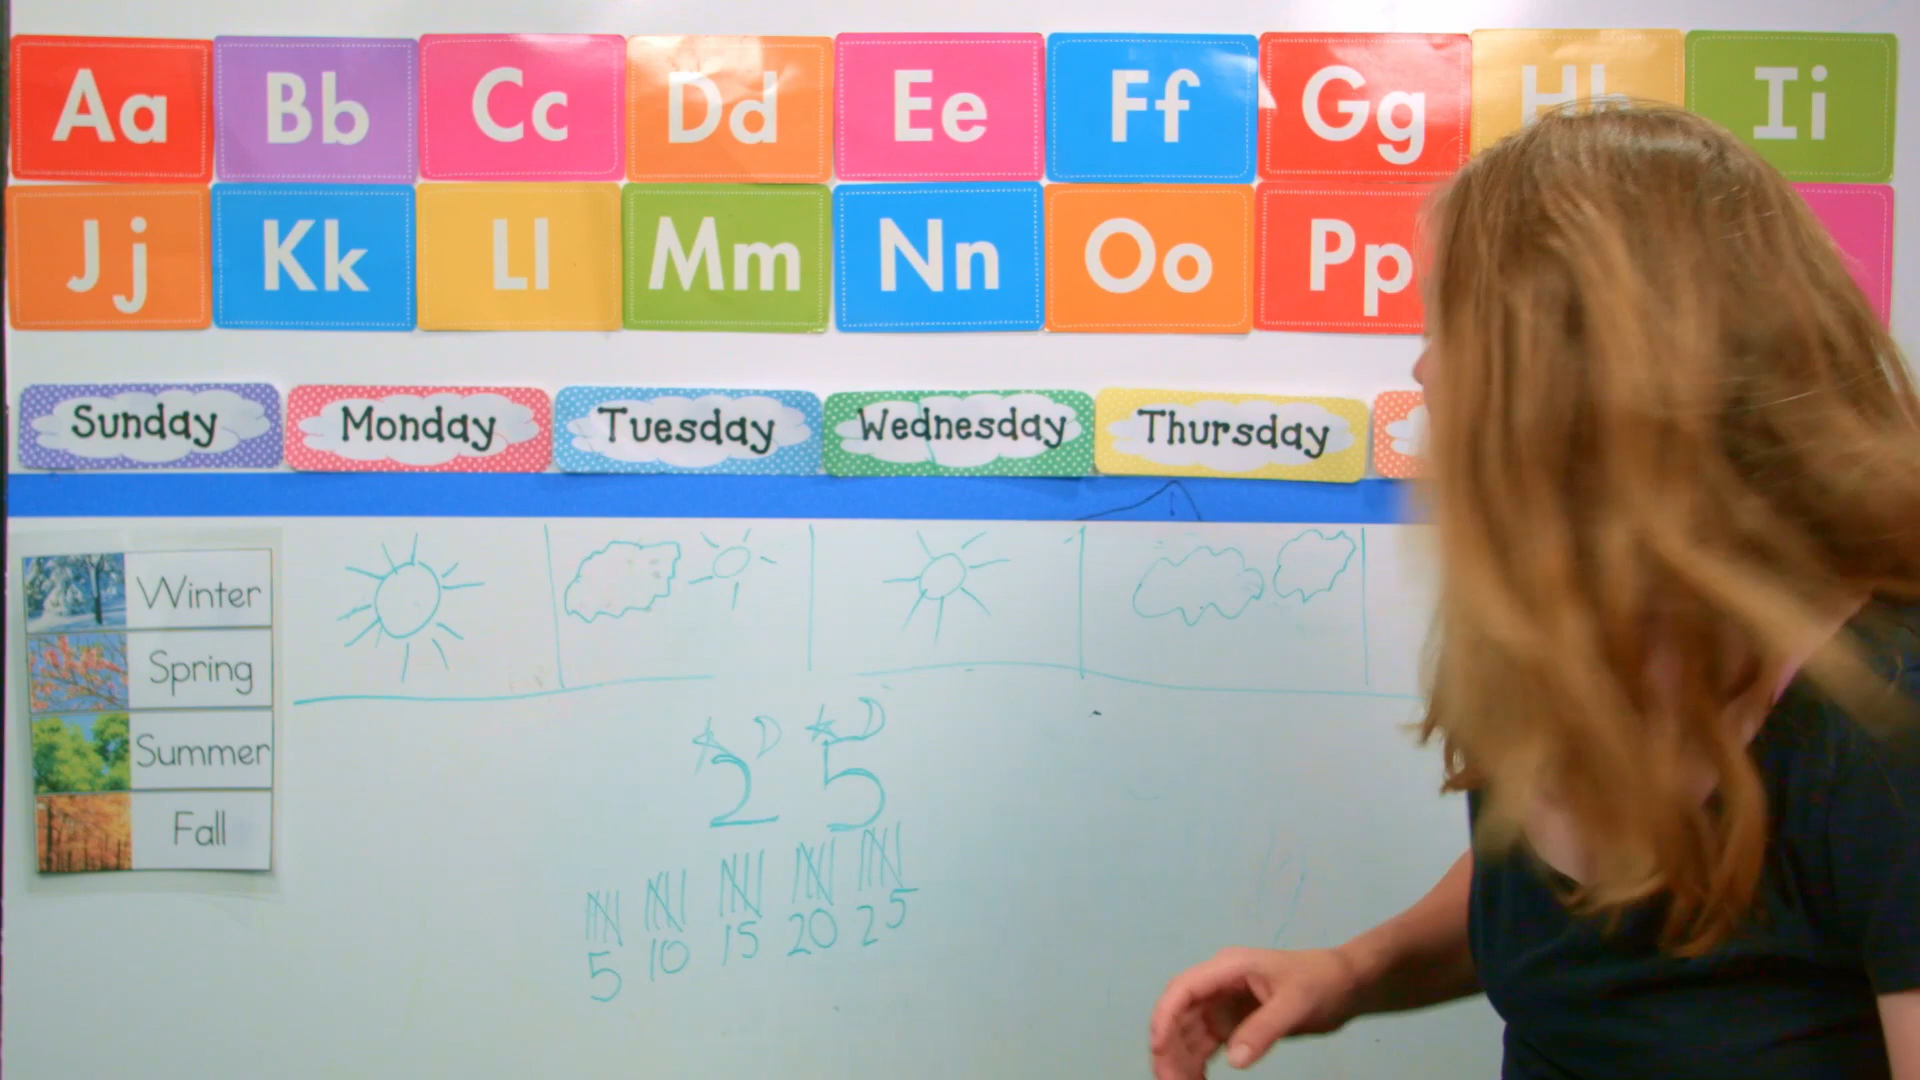 Aa Bb Cc Dd Ee Ff Gg Hh Ii
Jj Kk Ll Mm Nn Oo Pp
Sunday Monday Tuesday Wednesday Thursday
Winter
Spring
Summer
Fall
25
5 10 15 20 25